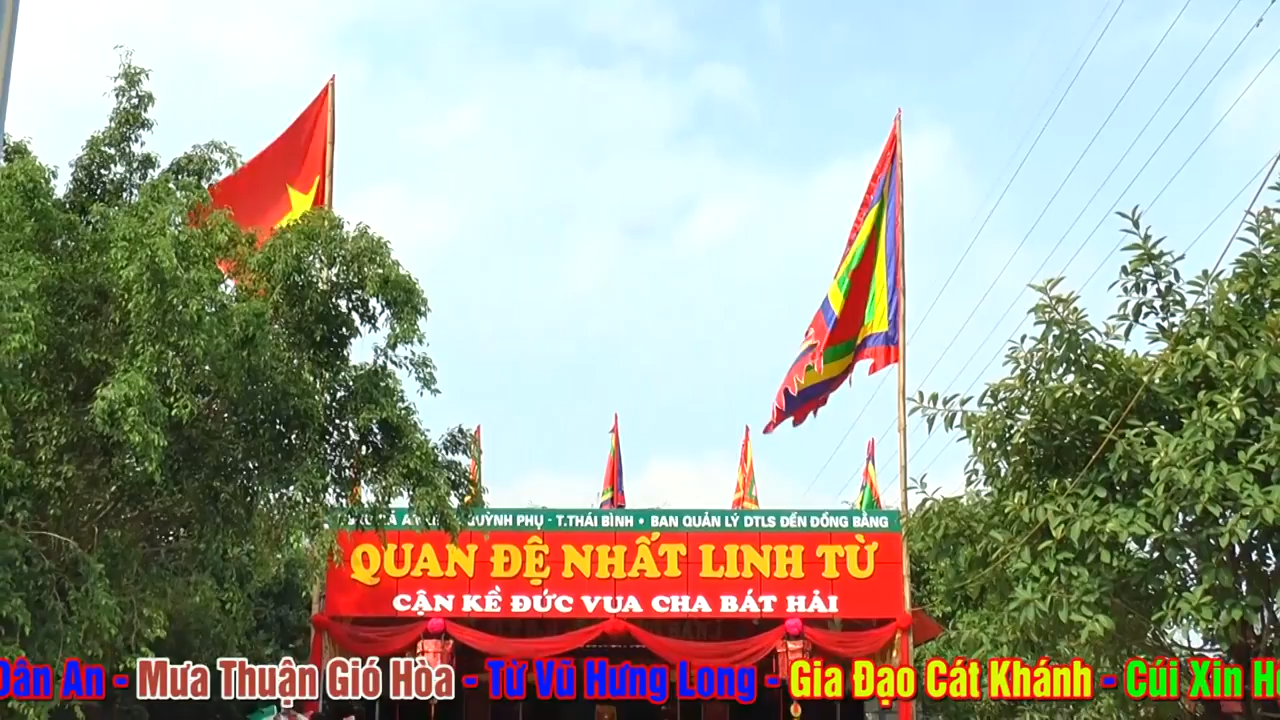 QUỲNH PHỤ - T.THÁI BÌNH • BAN QUẢN LÝ DTLS ĐỀN ĐỒNG BẰNG
QUAN ĐỆ NHẤT LINH TỪ
CẬN KỀ ĐỨC VUA CHA BÁT HẢI
Dân An - Mưa Thuận Gió Hòa - Từ Vũ Hưng Long - Gia Đạo Cát Khánh - Cúi Xin